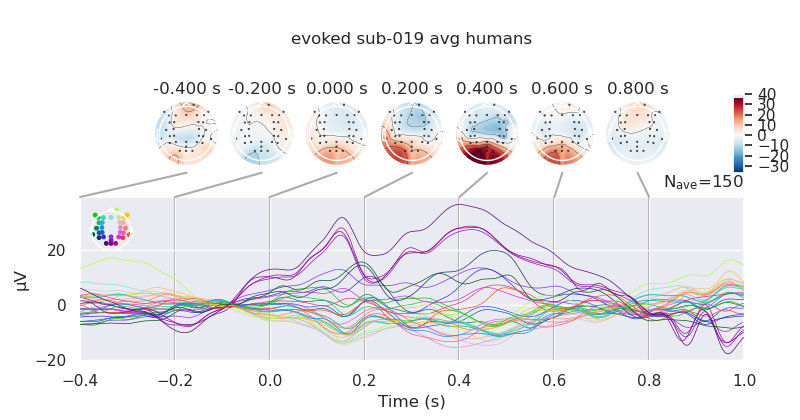 evoked sub-019 avg humans
-0.400 s -0.200 s 0.000 s 0.200 s 0.400 s 0.600 s 0.800 s
40
30
20
10
0
−10
−20
−30
Nave=150
20
0
−20
µV
−0.4 −0.2 0.0 0.2 0.4 0.6 0.8 1.0
Time (s)